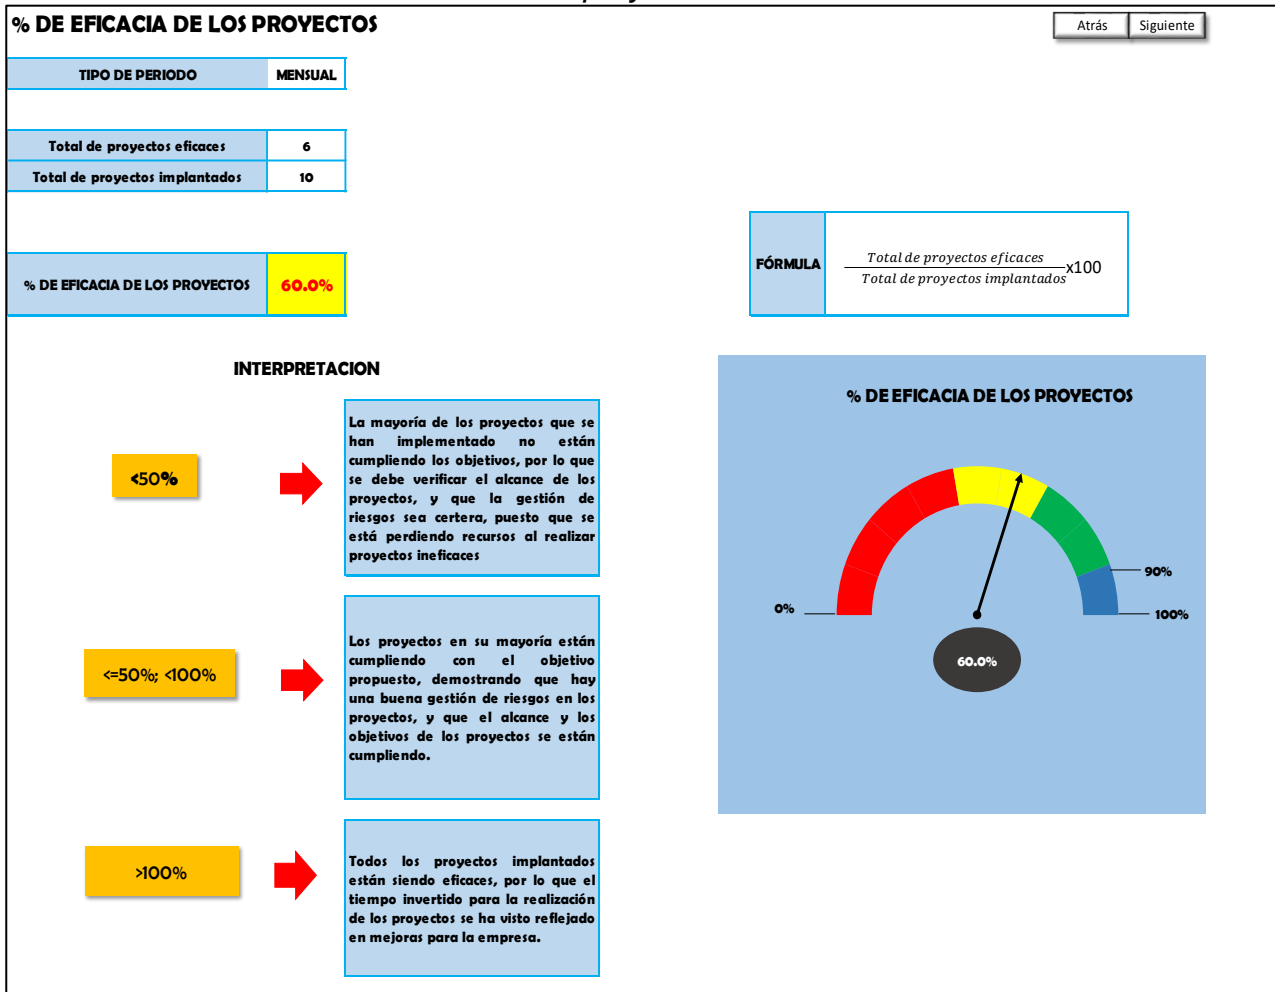 % DE EFICACIA DE LOS PROYECTOS
Atrás
Siguiente
TIPO DE PERIODO
MENSUAL
Total de proyectos eficaces
6
Total de proyectos implantados
10
% DE EFICACIA DE LOS PROYECTOS
60.0%
FÓRMULA
Total de proyectos eficaces
Total de proyectos implantados
x100
INTERPRETACION
<50%
La mayoría de los proyectos que se
han implementado no están
cumpliendo los objetivos, por lo que
se debe verificar el alcance de los
proyectos, y que la gestión de
riesgos sea certera, puesto que se
está perdiendo recursos al realizar
proyectos ineficaces
<=50%; <100%
Los proyectos en su mayoría están
cumpliendo con el objetivo
propuesto, demostrando que hay
una buena gestión de riesgos en los
proyectos, y que el alcance y los
objetivos de los proyectos se están
cumpliendo.
>100%
Todos los proyectos implantados
están siendo eficaces, por lo que el
tiempo invertido para la realización
de los proyectos se ha visto reflejado
en mejoras para la empresa.
% DE EFICACIA DE LOS PROYECTOS
0%
90%
100%
60.0%